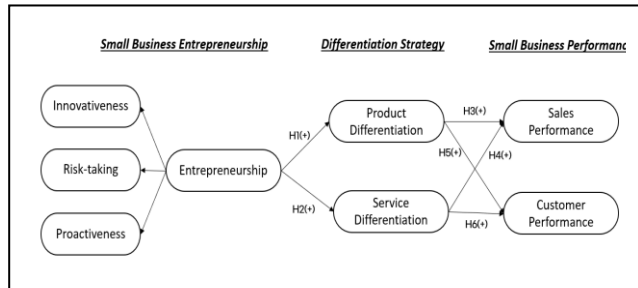 Small Business Entrepreneurship
Differentiation Strategy
Small Business Performanc
Innovativeness
Risk-taking
Proactiveness
Entrepreneurship
H1(+)
H2(+)
Product
Differentiation
Service
Differentiation
H3(+)
H5(+)
H4(+)
H6(+)
Sales
Performance
Customer
Performance